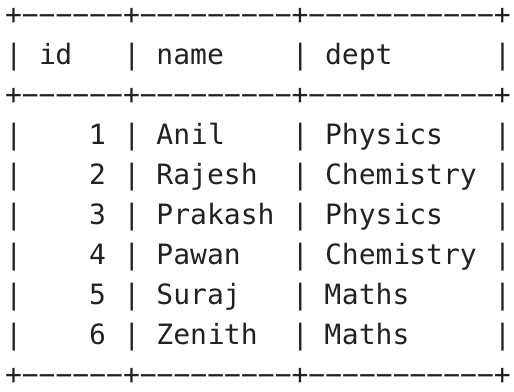 +------+---------+-----------+
| id   | name    | dept      |
+------+---------+-----------+
|    1 | Anil    | Physics   |
|    2 | Rajesh  | Chemistry |
|    3 | Prakash | Physics   |
|    4 | Pawan   | Chemistry |
|    5 | Suraj   | Maths     |
|    6 | Zenith  | Maths     |
+------+---------+-----------+